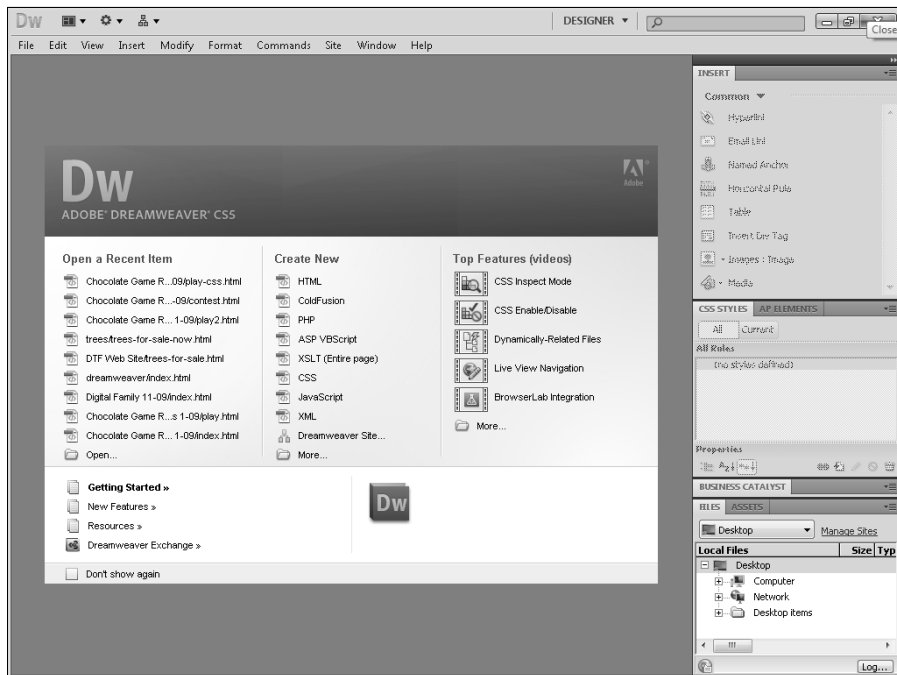 Dw
DESIGNER
Close
File Edit View Insert Modify Format Commands Site Window Help
INSERT
Common
Hyperlink
Email Link
Named Anchor
Horizontal Rule
Table
Insert Div Tag
Images : Image
Media
Dw
ADOBE® DREAMWEAVER® CS5
Adobe
Open a Recent Item
Chocolate Game R...09/play-css.html
Chocolate Game R...-09/contest.html
Chocolate Game R... 1-09/play2.html
trees/trees-for-sale-now.html
DTF Web Site/trees-for-sale.html
dreamweaver/index.html
Digital Family 11-09/index.html
Chocolate Game R...s 1-09/play.html
Chocolate Game R... 1-09/index.html
Open...
Create New
HTML
ColdFusion
PHP
ASP VBScript
XSLT (Entire page)
CSS
JavaScript
XML
Dreamweaver Site...
More...
Top Features (videos)
CSS Inspect Mode
CSS Enable/Disable
Dynamically-Related Files
Live View Navigation
BrowserLab Integration
More...
Getting Started »
New Features »
Resources »
Dreamweaver Exchange »
Dw
Don't show again
CSS STYLES AP ELEMENTS
All Current
All Rules
(no styles defined)
Properties
BUSINESS CATALYST
FILES ASSETS
Desktop Manage Sites
Local Files Size Typ
Desktop
Computer
Network
Desktop items
Log...